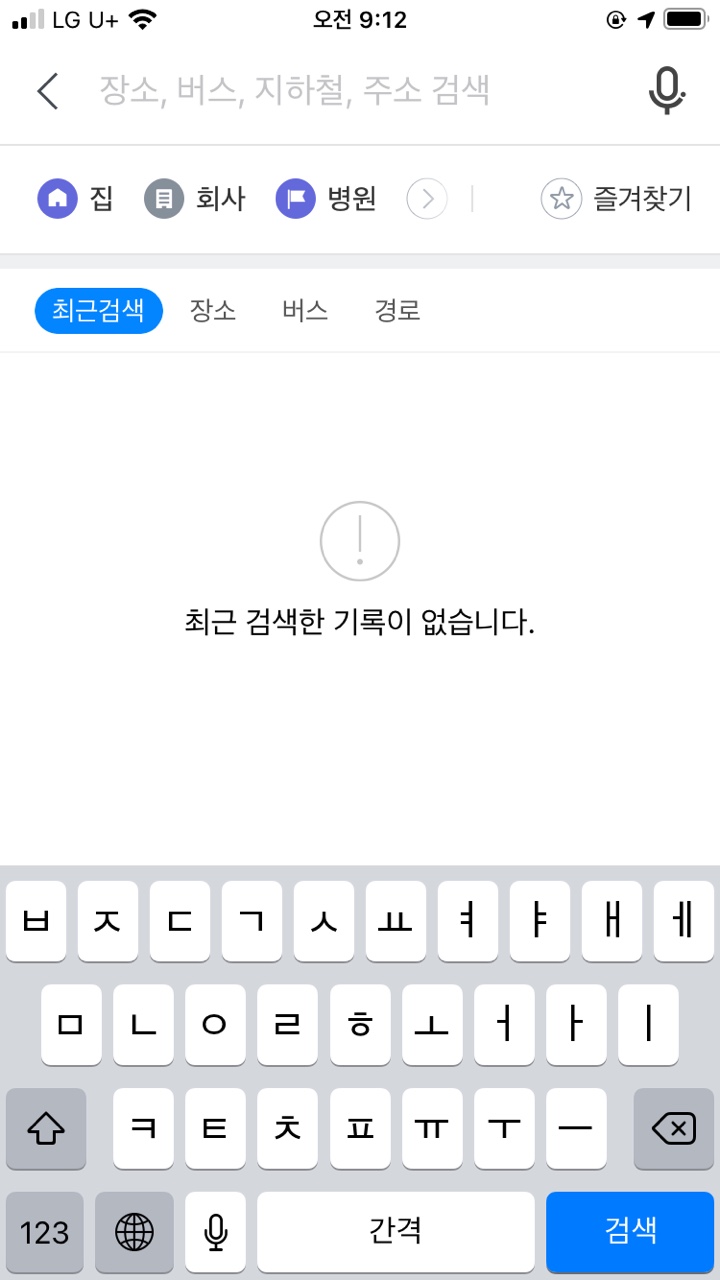 LG U+ 오전 9:12
장소, 버스, 지하철, 주소 검색
집 회사 병원 즐겨찾기
최근검색 장소 버스 경로
최근 검색한 기록이 없습니다.
ㅂ ㅈ ㄷ ㄱ ㅅ ㅛ ㅕ ㅑ ㅐ ㅔ
ㅁ ㄴ ㅇ ㄹ ㅎ ㅗ ㅓ ㅏ ㅣ
ㅋ ㅌ ㅊ ㅍ ㅠ ㅜ ㅡ
123 간격 검색